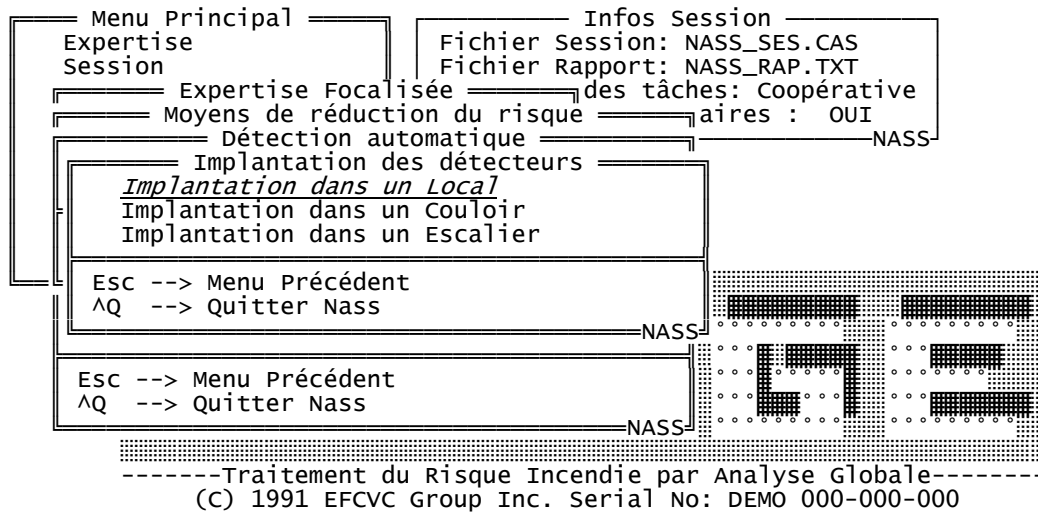 Menu Principal
Infos Session
Expertise
Fichier Session: NASS_SES.CAS
Session
Fichier Rapport: NASS_RAP.TXT
Expertise Focalisée
des tâches: Coopérative
Moyens de réduction du risque
aires : OUI
Détection automatique
NASS
Implantation des détecteurs
Implantation dans un Local
Implantation dans un Couloir
Implantation dans un Escalier
Esc --> Menu Précédent
^Q --> Quitter Nass
NASS
Esc --> Menu Précédent
^Q --> Quitter Nass
NASS
-------Traitement du Risque Incendie par Analyse Globale-------
(C) 1991 EFCVC Group Inc. Serial No: DEMO 000-000-000